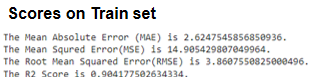 Scores on Train set
The Mean Absolute Error (MAE) is 2.6247545856850936.
The Mean Squred Error(MSE) is 14.905429807049964.
The Root Mean Squared Error(RMSE) is 3.8607550825000496.
The R2 Score is 0.904177502634334.